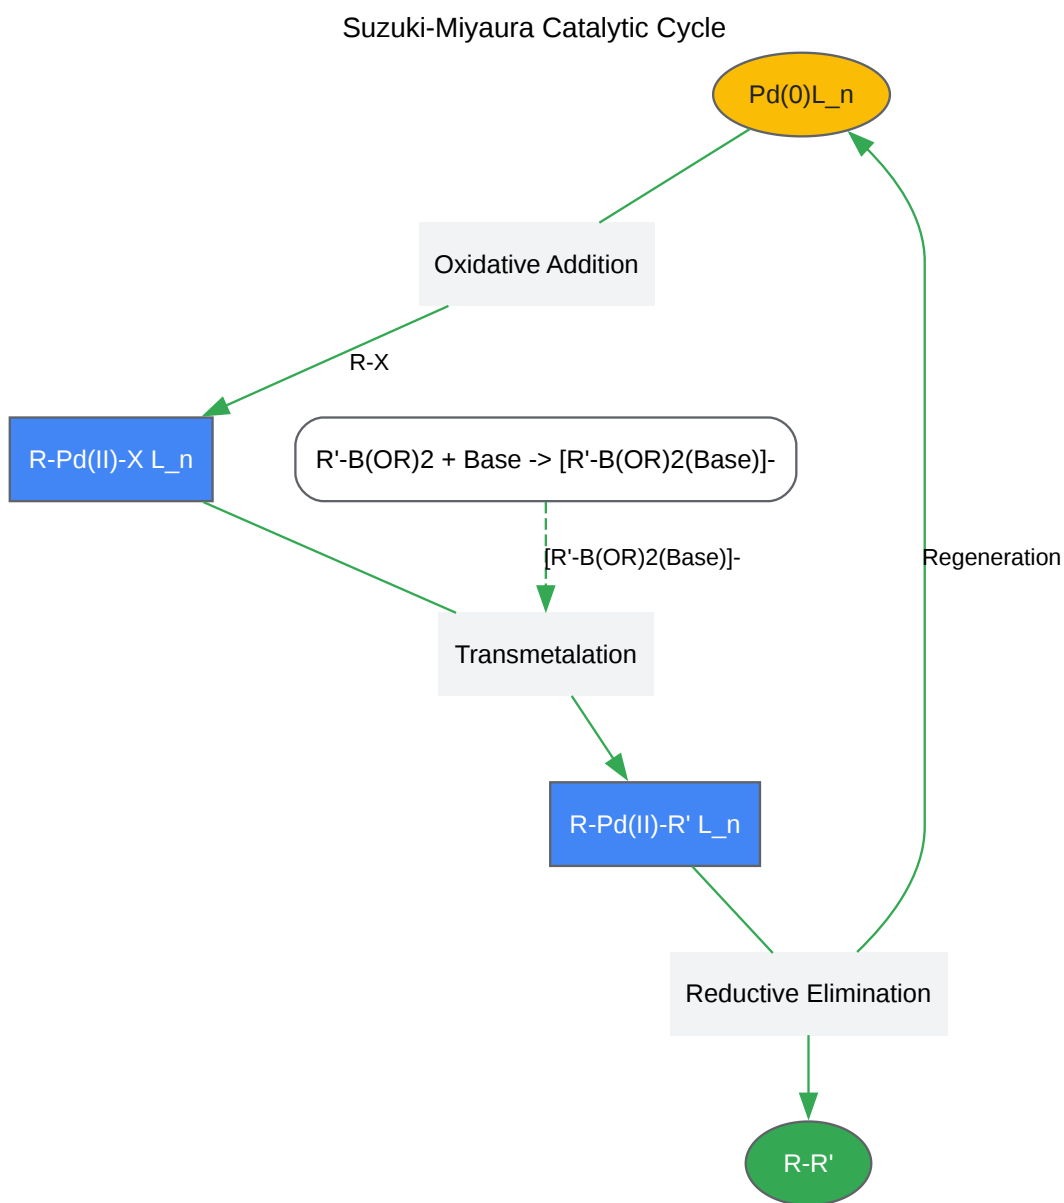 Suzuki-Miyaura Catalytic Cycle
Pd(0)L_n
Oxidative Addition
R-X
R-Pd(II)-X L_n
R'-B(OR)2 + Base -> [R'-B(OR)2(Base)]-
[R'-B(OR)2(Base)]-
Regeneration
Transmetalation
R-Pd(II)-R' L_n
Reductive Elimination
R-R'